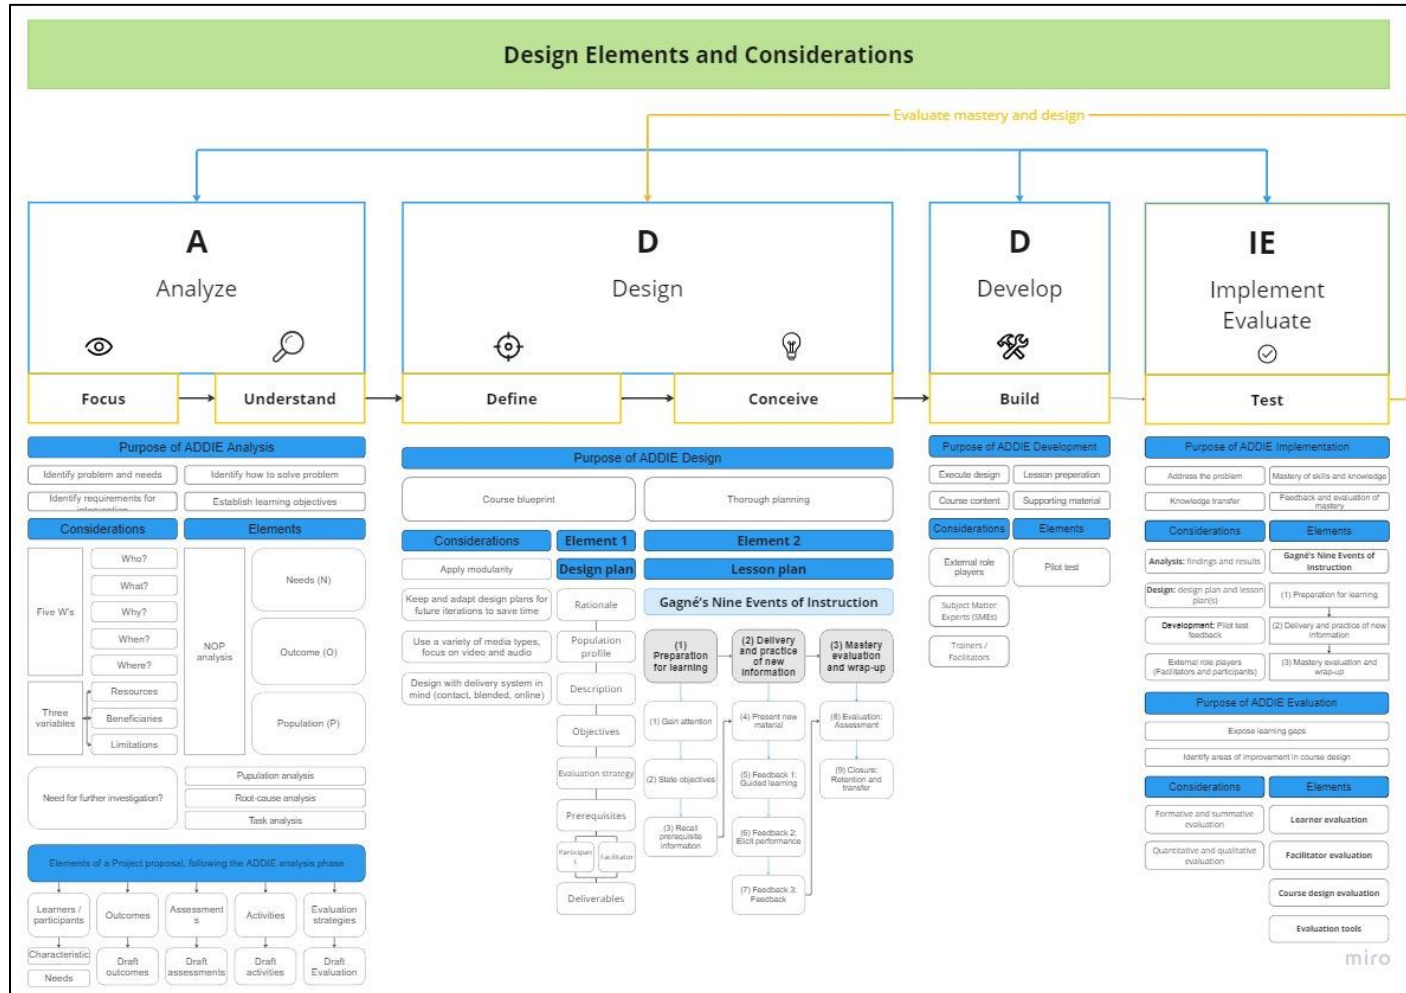 Design Elements and Considerations
Evaluate mastery and design
A
Analyze
D
Design
D
Develop
IE
Implement
Evaluate
Focus
Understand
Define
Conceive
Build
Test
Purpose of ADDIE Analysis
Identify problem and needs
Identify how to solve problem
Identify requirements for
intervention
Establish learning objectives
Considerations
Elements
Five W's
Who?
What?
Why?
When?
Where?
Three
variables
Resources
Beneficiaries
Limitations
NOP
analysis
Needs (N)
Outcome (O)
Population (P)
Need for further investigation?
Pupulation analysis
Root-cause analysis
Task analysis
Elements of a Project proposal, following the ADDIE analysis phase
Learners /
participants
Outcomes
Assessment
s
Activities
Evaluation
strategies
Characteristic
Needs
Draft
outcomes
Draft
assessments
Draft
activities
Draft
Evaluation
Purpose of ADDIE Design
Course blueprint
Thorough planning
Considerations
Element 1
Element 2
Apply modularity
Design plan
Lesson plan
Keep and adapt design plans for
future iterations to save time
Use a variety of media types,
focus on video and audio
Design with delivery system in
mind (contact, blended, online)
Rationale
Population
profile
Description
Objectives
Evaluation strategy
Prerequisites
Participan
t
Facilitator
Deliverables
Gagné's Nine Events of Instruction
(1)
Preparation
for learning
(2) Delivery
and practice
of new
information
(3) Mastery
evaluation
and wrap-up
(1) Gain attention
(2) State objectives
(3) Recall
prerequisite
information
(4) Present new
material
(5) Feedback 1:
Guided learning
(6) Feedback 2:
Elicit performance
(7) Feedback 3:
Feedback
(8) Evaluation:
Assessment
(9) Closure:
Retention and
transfer
Purpose of ADDIE Development
Execute design
Lesson preperation
Course content
Supporting material
Considerations
Elements
External role
players
Pilot test
Subject Matter
Experts (SMEs)
Trainers /
Facilitators
Purpose of ADDIE Implementation
Address the problem
Mastery of skills and knowledge
Knowledge transfer
Feedback and evaluation of
mastery
Considerations
Elements
Analysis: findings and results
Gagné's Nine Events of
Instruction
Design: design plan and lesson
plan(s)
(1) Preparation for learning
Development: Pilot test
feedback
(2) Delivery and practice of new
information
External role players
(Facilitators and participants)
(3) Mastery evaluation and
wrap-up
Purpose of ADDIE Evaluation
Expose learning gaps
Identify areas of improvement in course design
Considerations
Elements
Formative and summative
evaluation
Learner evaluation
Quantitative and qualitative
evaluation
Facilitator evaluation
Course design evaluation
Evaluation tools
miro